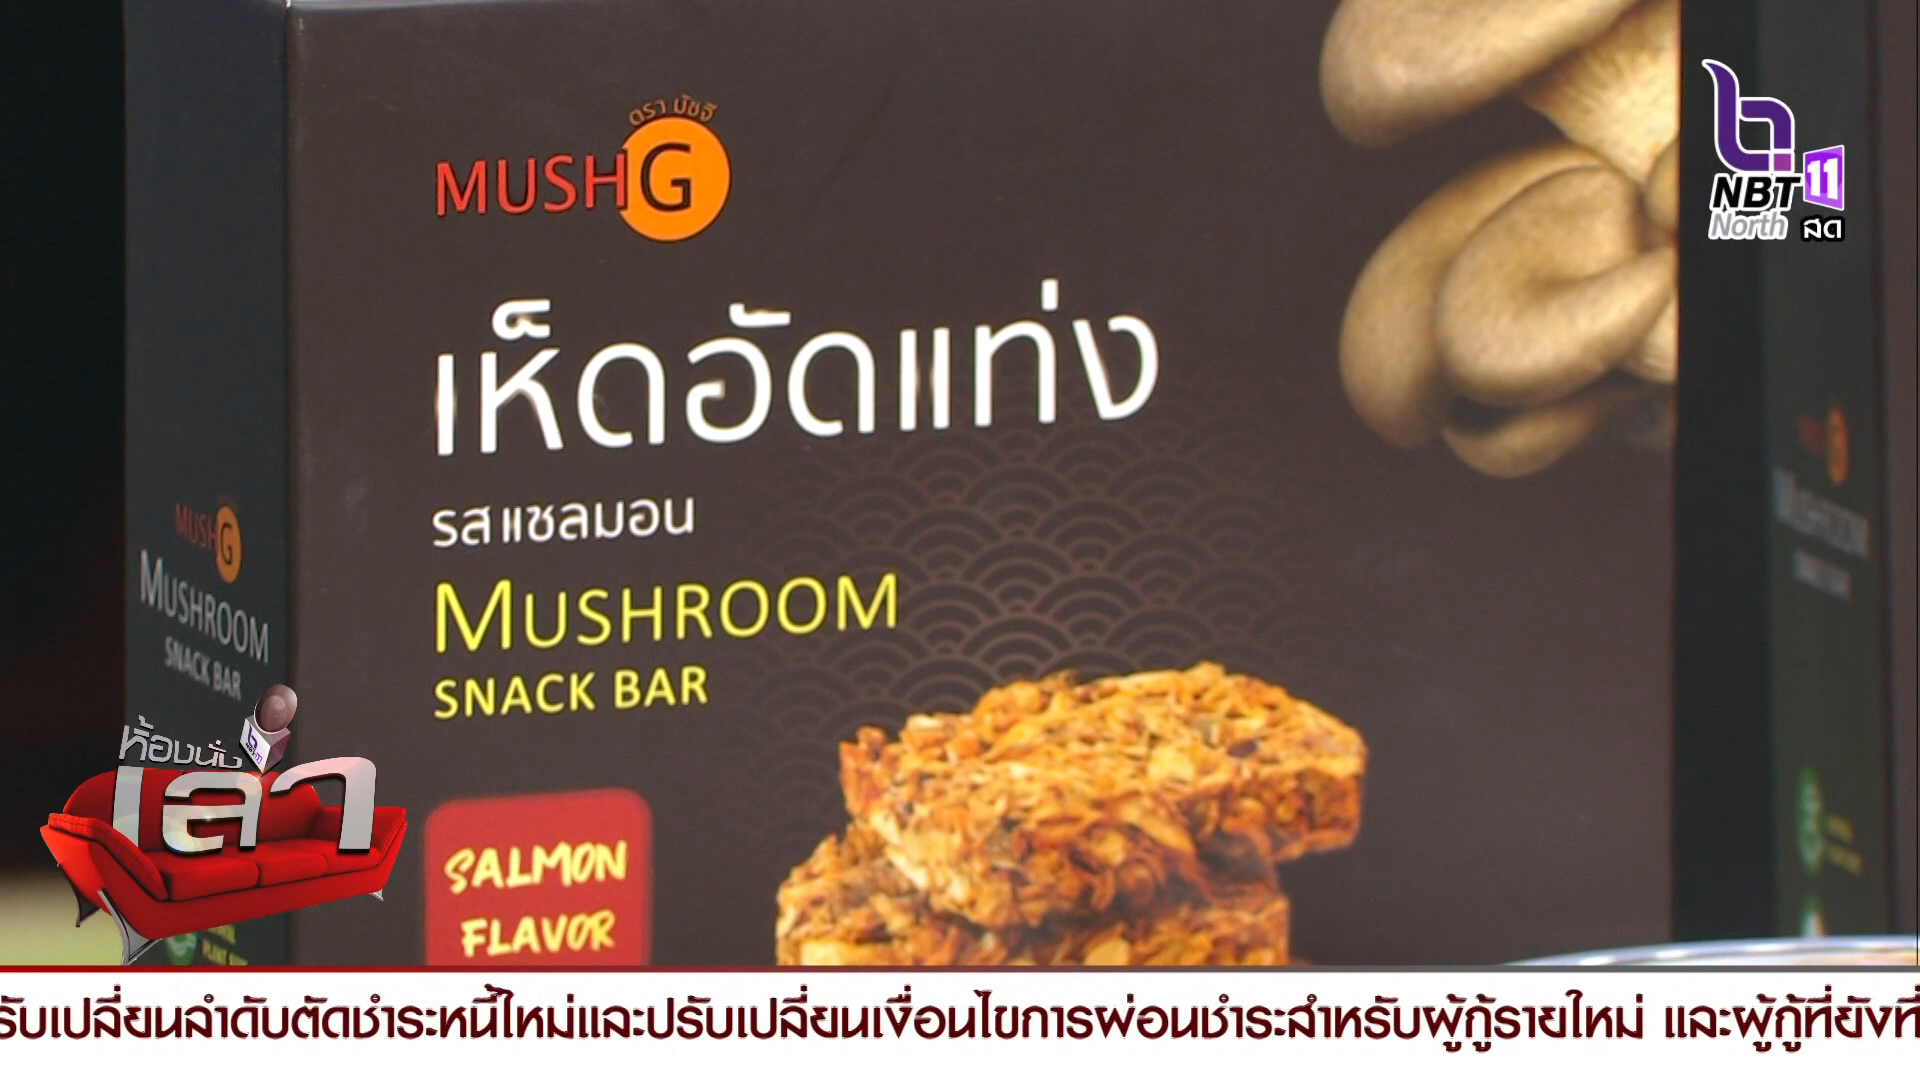 ตรา มัชจี
MUSHG
เห็ดอัดแท่ง
รสแซลมอน
MUSHROOM
SNACK BAR
SALMON
FLAVOR
MUSHG
MUSHROOM
SNACK BAR
NBT 11
North สด
ห้องนั่ง
เล่า
MUSHROOM
รับเปลี่ยนลำดับตัดชำระหนี้ใหม่และปรับเปลี่ยนเงื่อนไขการผ่อนชำระสำหรับผู้กู้รายใหม่ และผู้กู้ที่ยังที่